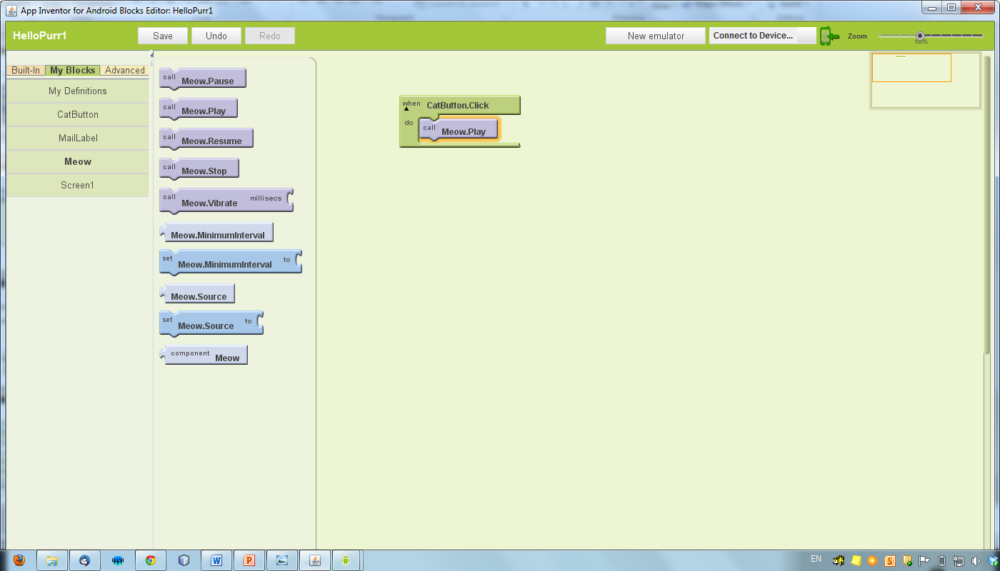 App Inventor for Android Blocks Editor: HelloPurr1
HelloPurr1 Save Undo Redo New emulator Connect to Device... Zoom
100%
Built-In My Blocks Advanced
My Definitions
CatButton
MailLabel
Meow
Screen1
call Meow.Pause
call Meow.Play
call Meow.Resume
call Meow.Stop
call Meow.Vibrate millisecs
Meow.MinimumInterval
set Meow.MinimumInterval to
Meow.Source
set Meow.Source to
component Meow
when CatButton.Click
do call Meow.Play
EN